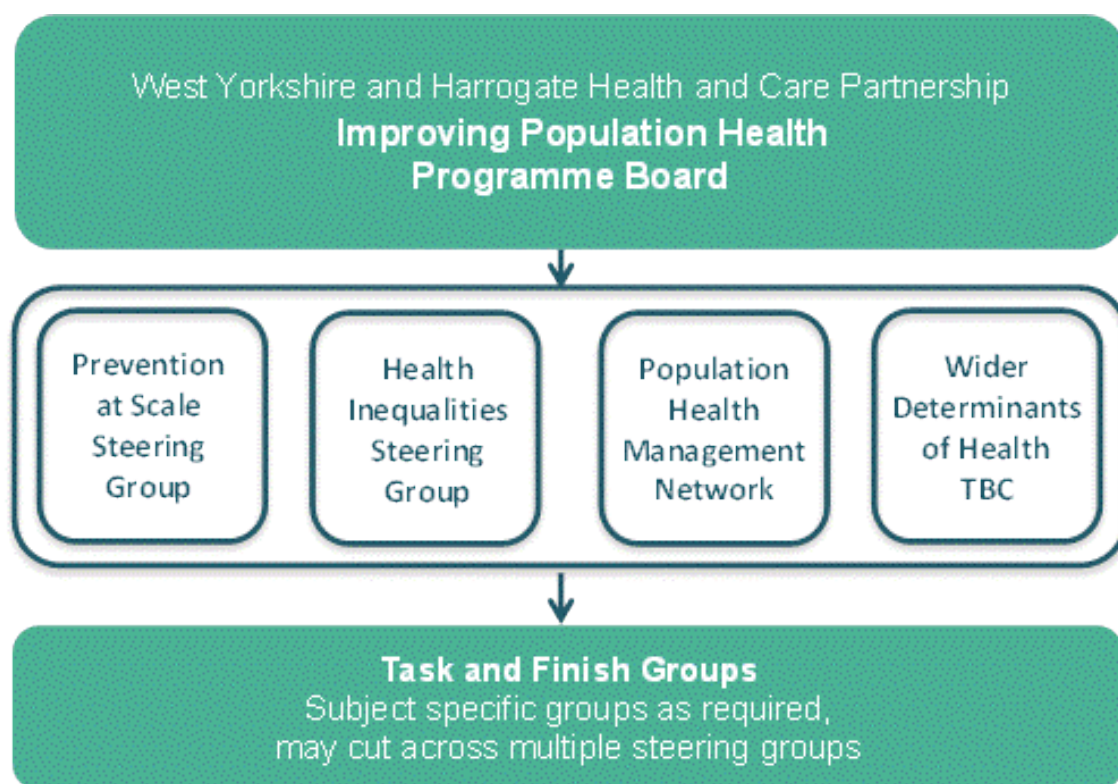 West Yorkshire and Harrogate Health and Care Partnership
Improving Population Health
Programme Board
Prevention
at Scale
Steering
Group
Health
Inequalities
Steering
Group
Population
Health
Management
Network
Wider
Determinants
of Health
TBC
Task and Finish Groups
Subject specific groups as required,
may cut across multiple steering groups